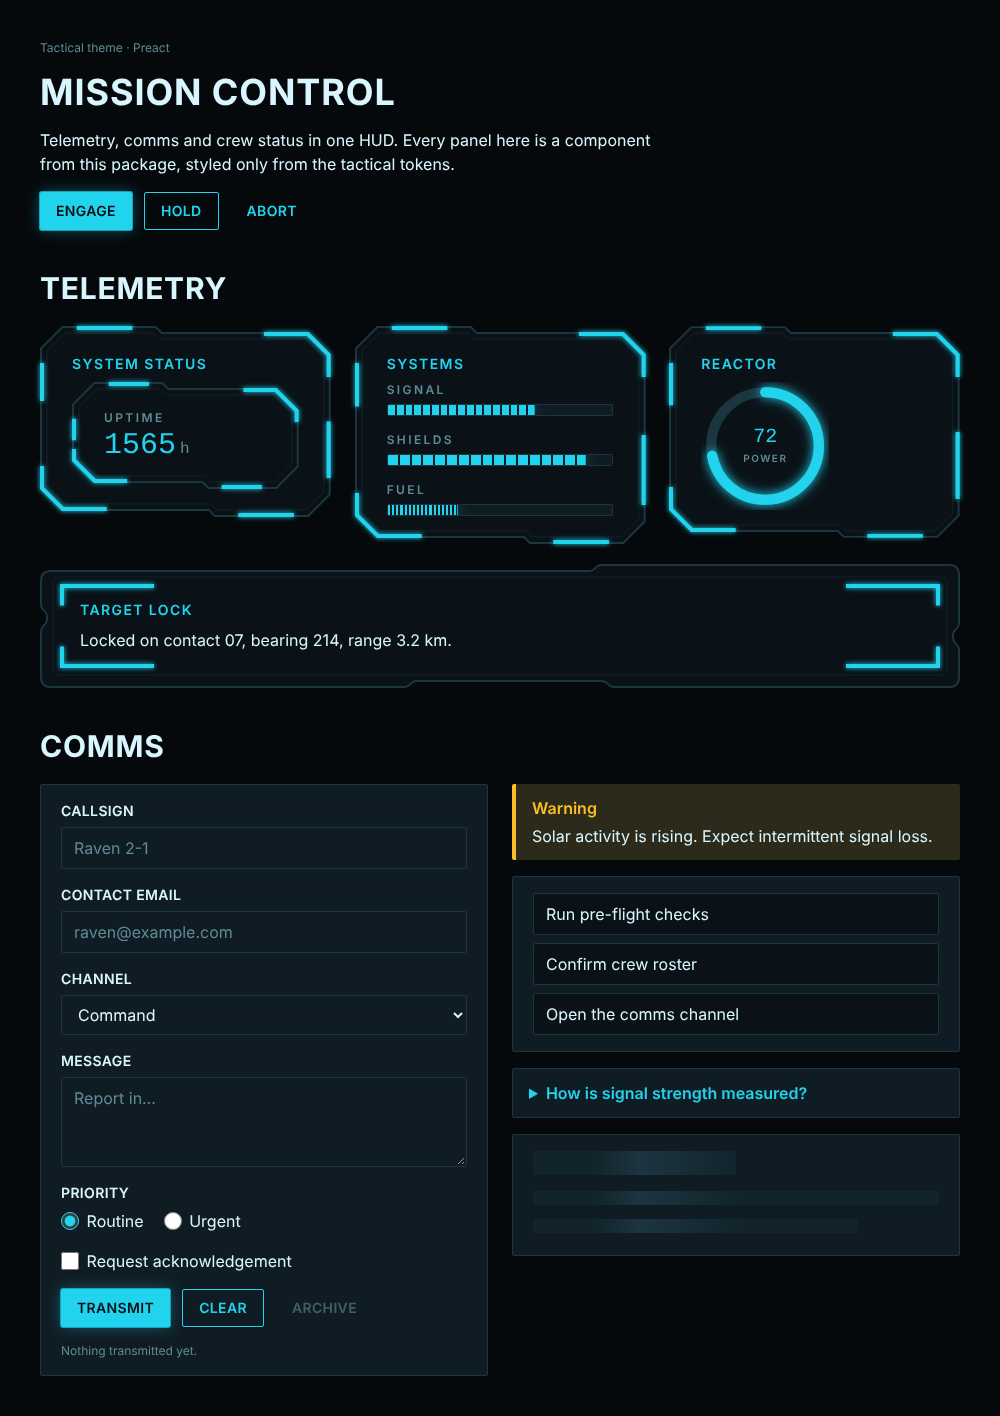 Tactical theme · Preact
MISSION CONTROL
Telemetry, comms and crew status in one HUD. Every panel here is a component
from this package, styled only from the tactical tokens.
ENGAGE
HOLD
ABORT
TELEMETRY
SYSTEM STATUS
UPTIME
1565 h
SYSTEMS
SIGNAL
SHIELDS
FUEL
REACTOR
72
POWER
TARGET LOCK
Locked on contact 07, bearing 214, range 3.2 km.
COMMS
CALLSIGN
Raven 2-1
CONTACT EMAIL
raven@example.com
CHANNEL
Command
MESSAGE
Report in...
PRIORITY
Routine
Urgent
Request acknowledgement
TRANSMIT
CLEAR
ARCHIVE
Nothing transmitted yet.
Warning
Solar activity is rising. Expect intermittent signal loss.
Run pre-flight checks
Confirm crew roster
Open the comms channel
How is signal strength measured?